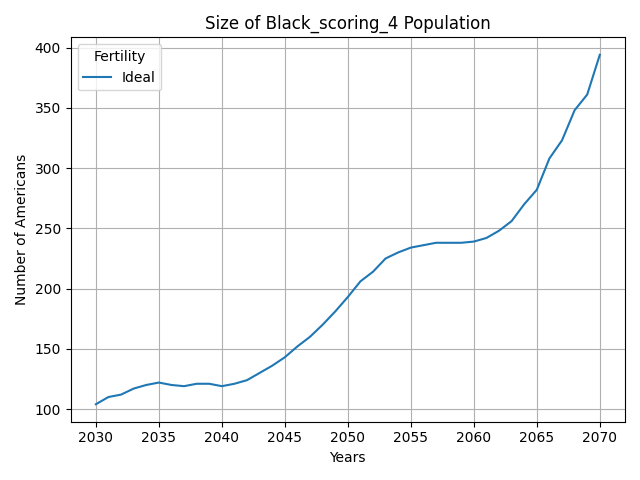 Size of Black_scoring_4 Population
Fertility
Ideal
Number of Americans
400
350
300
250
200
150
100
2030 2035 2040 2045 2050 2055 2060 2065 2070
Years